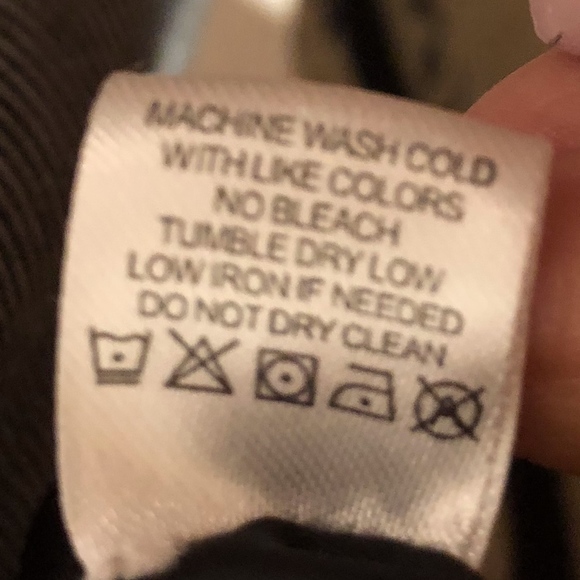 MACHINE WASH COLD
WITH LIKE COLORS
NO BLEACH
TUMBLE DRY LOW
LOW IRON IF NEEDED
DO NOT DRY CLEAN